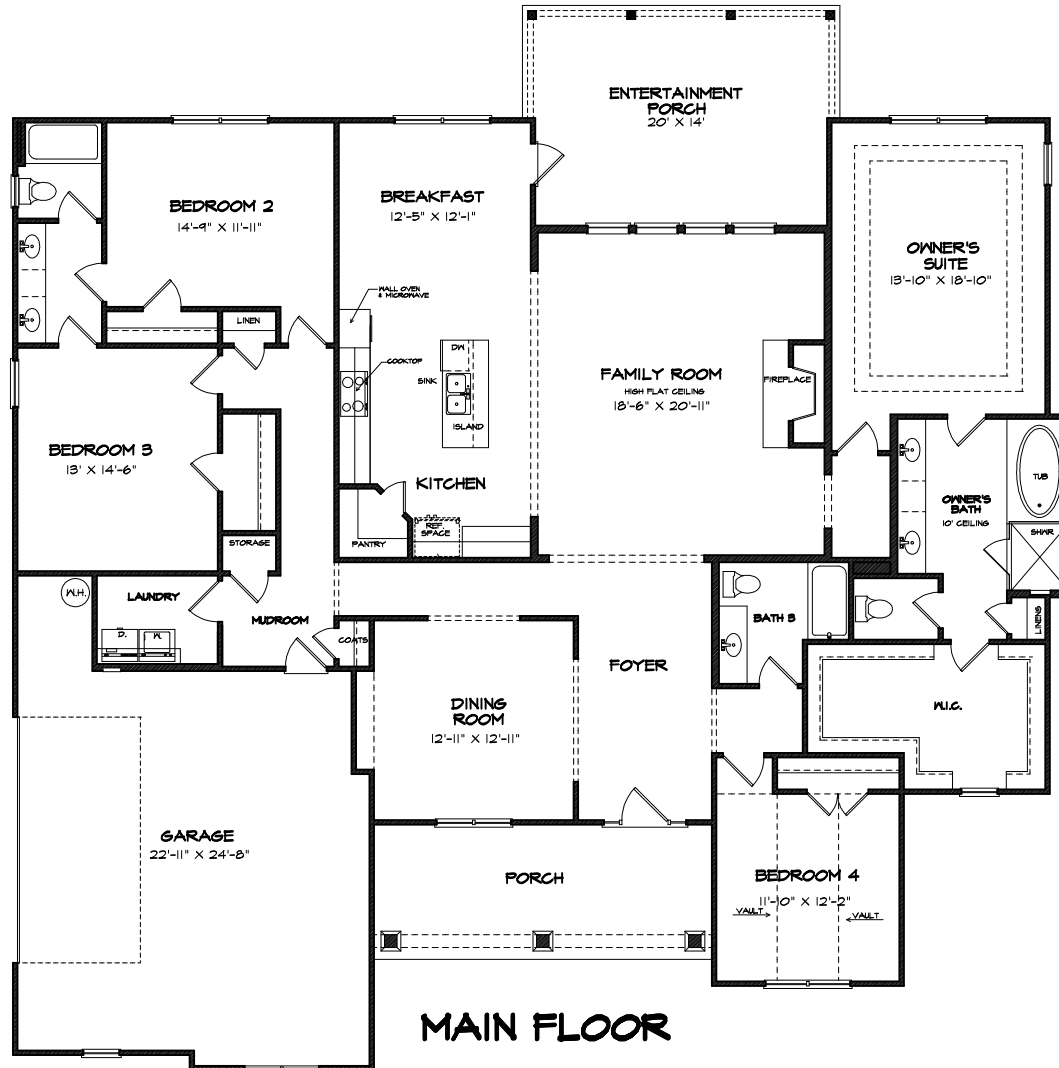 ENTERTAINMENT
PORCH
20' X 14'
BEDROOM 2
14'-9" X 11'-11"
BREAKFAST
12'-5" X 12'-1"
OWNER'S
SUITE
13'-10" X 18'-10"
WALL OVEN
& MICROWAVE
LINEN
COOKTOP
DW
SINK
ISLAND
FAMILY ROOM
HIGH FLAT CEILING
18'-6" X 20'-11"
FIREPLACE
BEDROOM 3
13' X 14'-6"
KITCHEN
OWNER'S
BATH
10' CEILING
TUB
SHWR
REF.
SPACE
PANTRY
STORAGE
W.H.
LAUNDRY
D.
W.
MUDROOM
COATS
BATH 3
LINENS
FOYER
DINING
ROOM
12'-11" X 12'-11"
W.I.C.
GARAGE
22'-11" X 24'-8"
PORCH
BEDROOM 4
11'-10" X 12'-2"
VAULT
VAULT
MAIN FLOOR